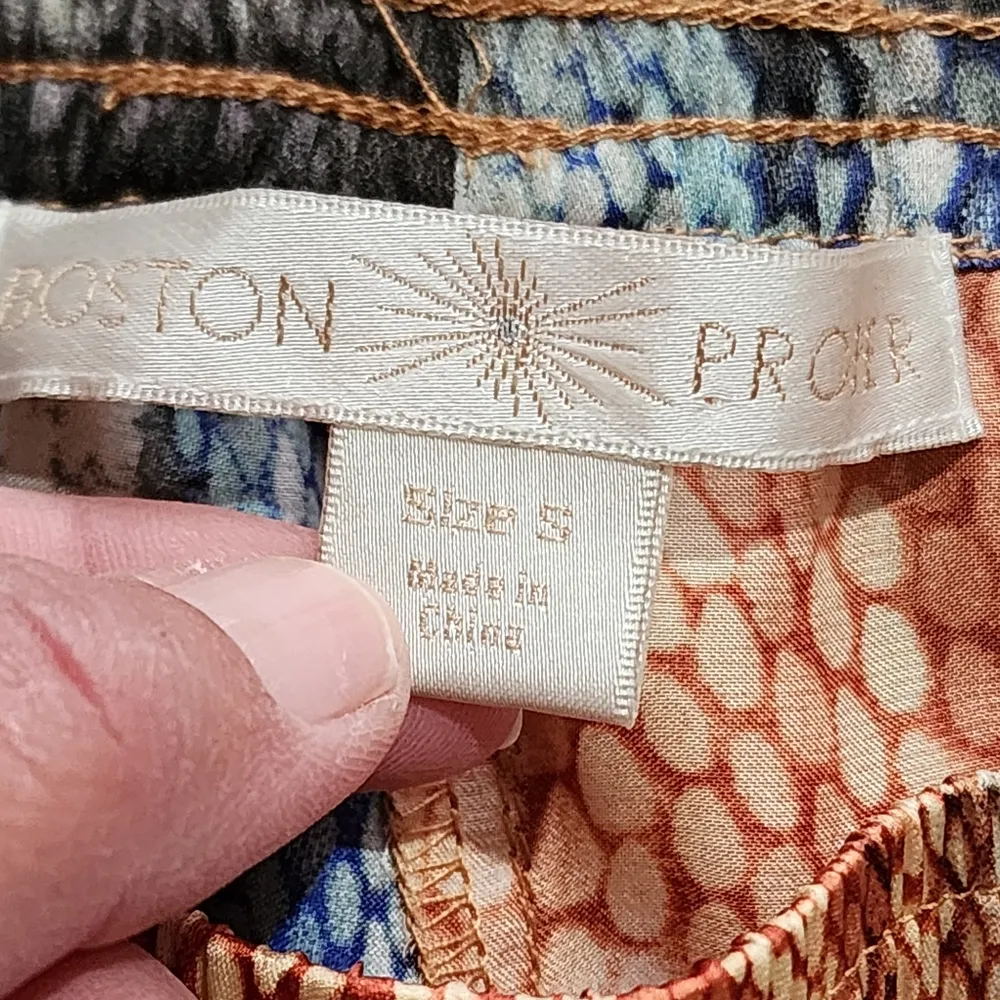 BOSTON PROPER
Size S
Made in
China